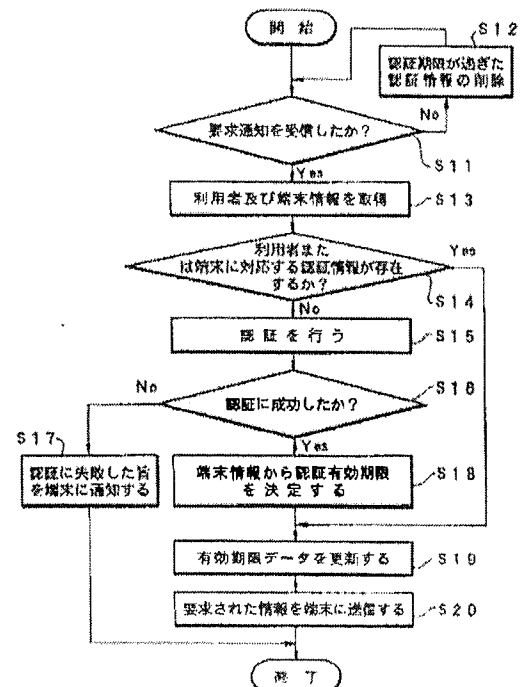 開始
S12
認証期限が過ぎた
認証情報の削除
No
要求通知を受信したか？
S11
Yes
利用者及び端末情報を取得
S13
利用者また
は端末に対応する認証情報が存在
するか？
Yes
S14
No
認証を行う
S15
No
認証に成功したか？
S16
S17
Yes
認証に失敗した旨
を端末に通知する
端末情報から認証有効期限
を決定する
S18
有効期限データを更新する
S19
要求された情報を端末に送信する
S20
終了